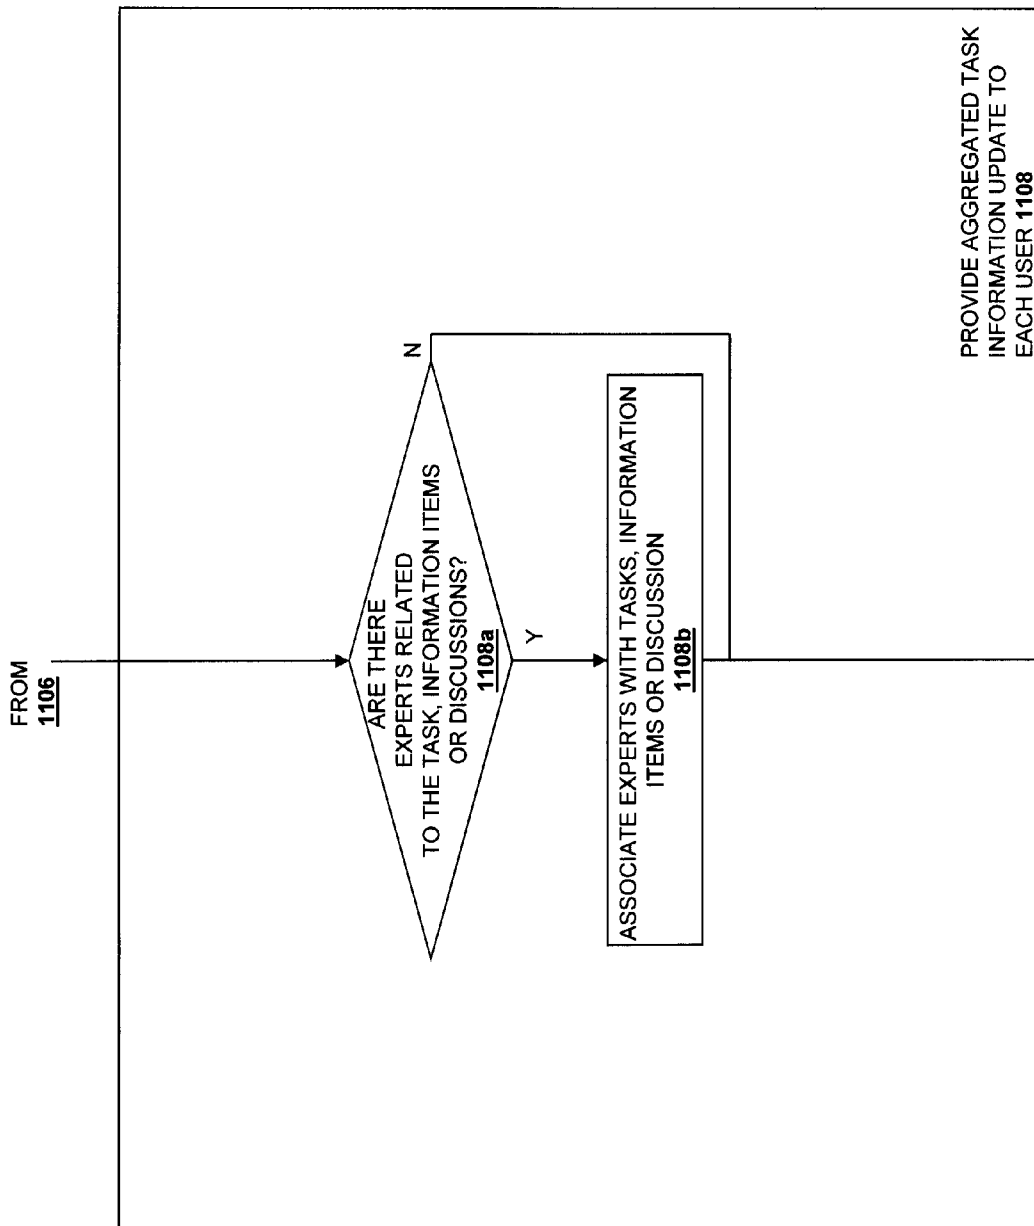 FROM
1106
ARE THERE
EXPERTS RELATED
TO THE TASK, INFORMATION ITEMS
OR DISCUSSIONS?
1108a
N
Y
ASSOCIATE EXPERTS WITH TASKS, INFORMATION
ITEMS OR DISCUSSION
1108b
PROVIDE AGGREGATED TASK
INFORMATION UPDATE TO
EACH USER 1108